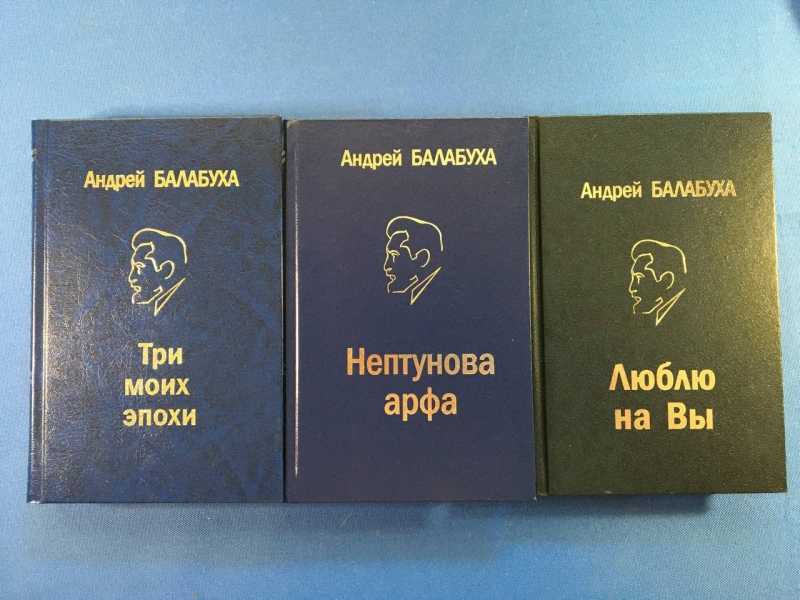 Андрей БАЛАБУХА
Три
моих
эпохи
Андрей БАЛАБУХА
Нептунова
арфа
Андрей БАЛАБУХА
Люблю
на Вы